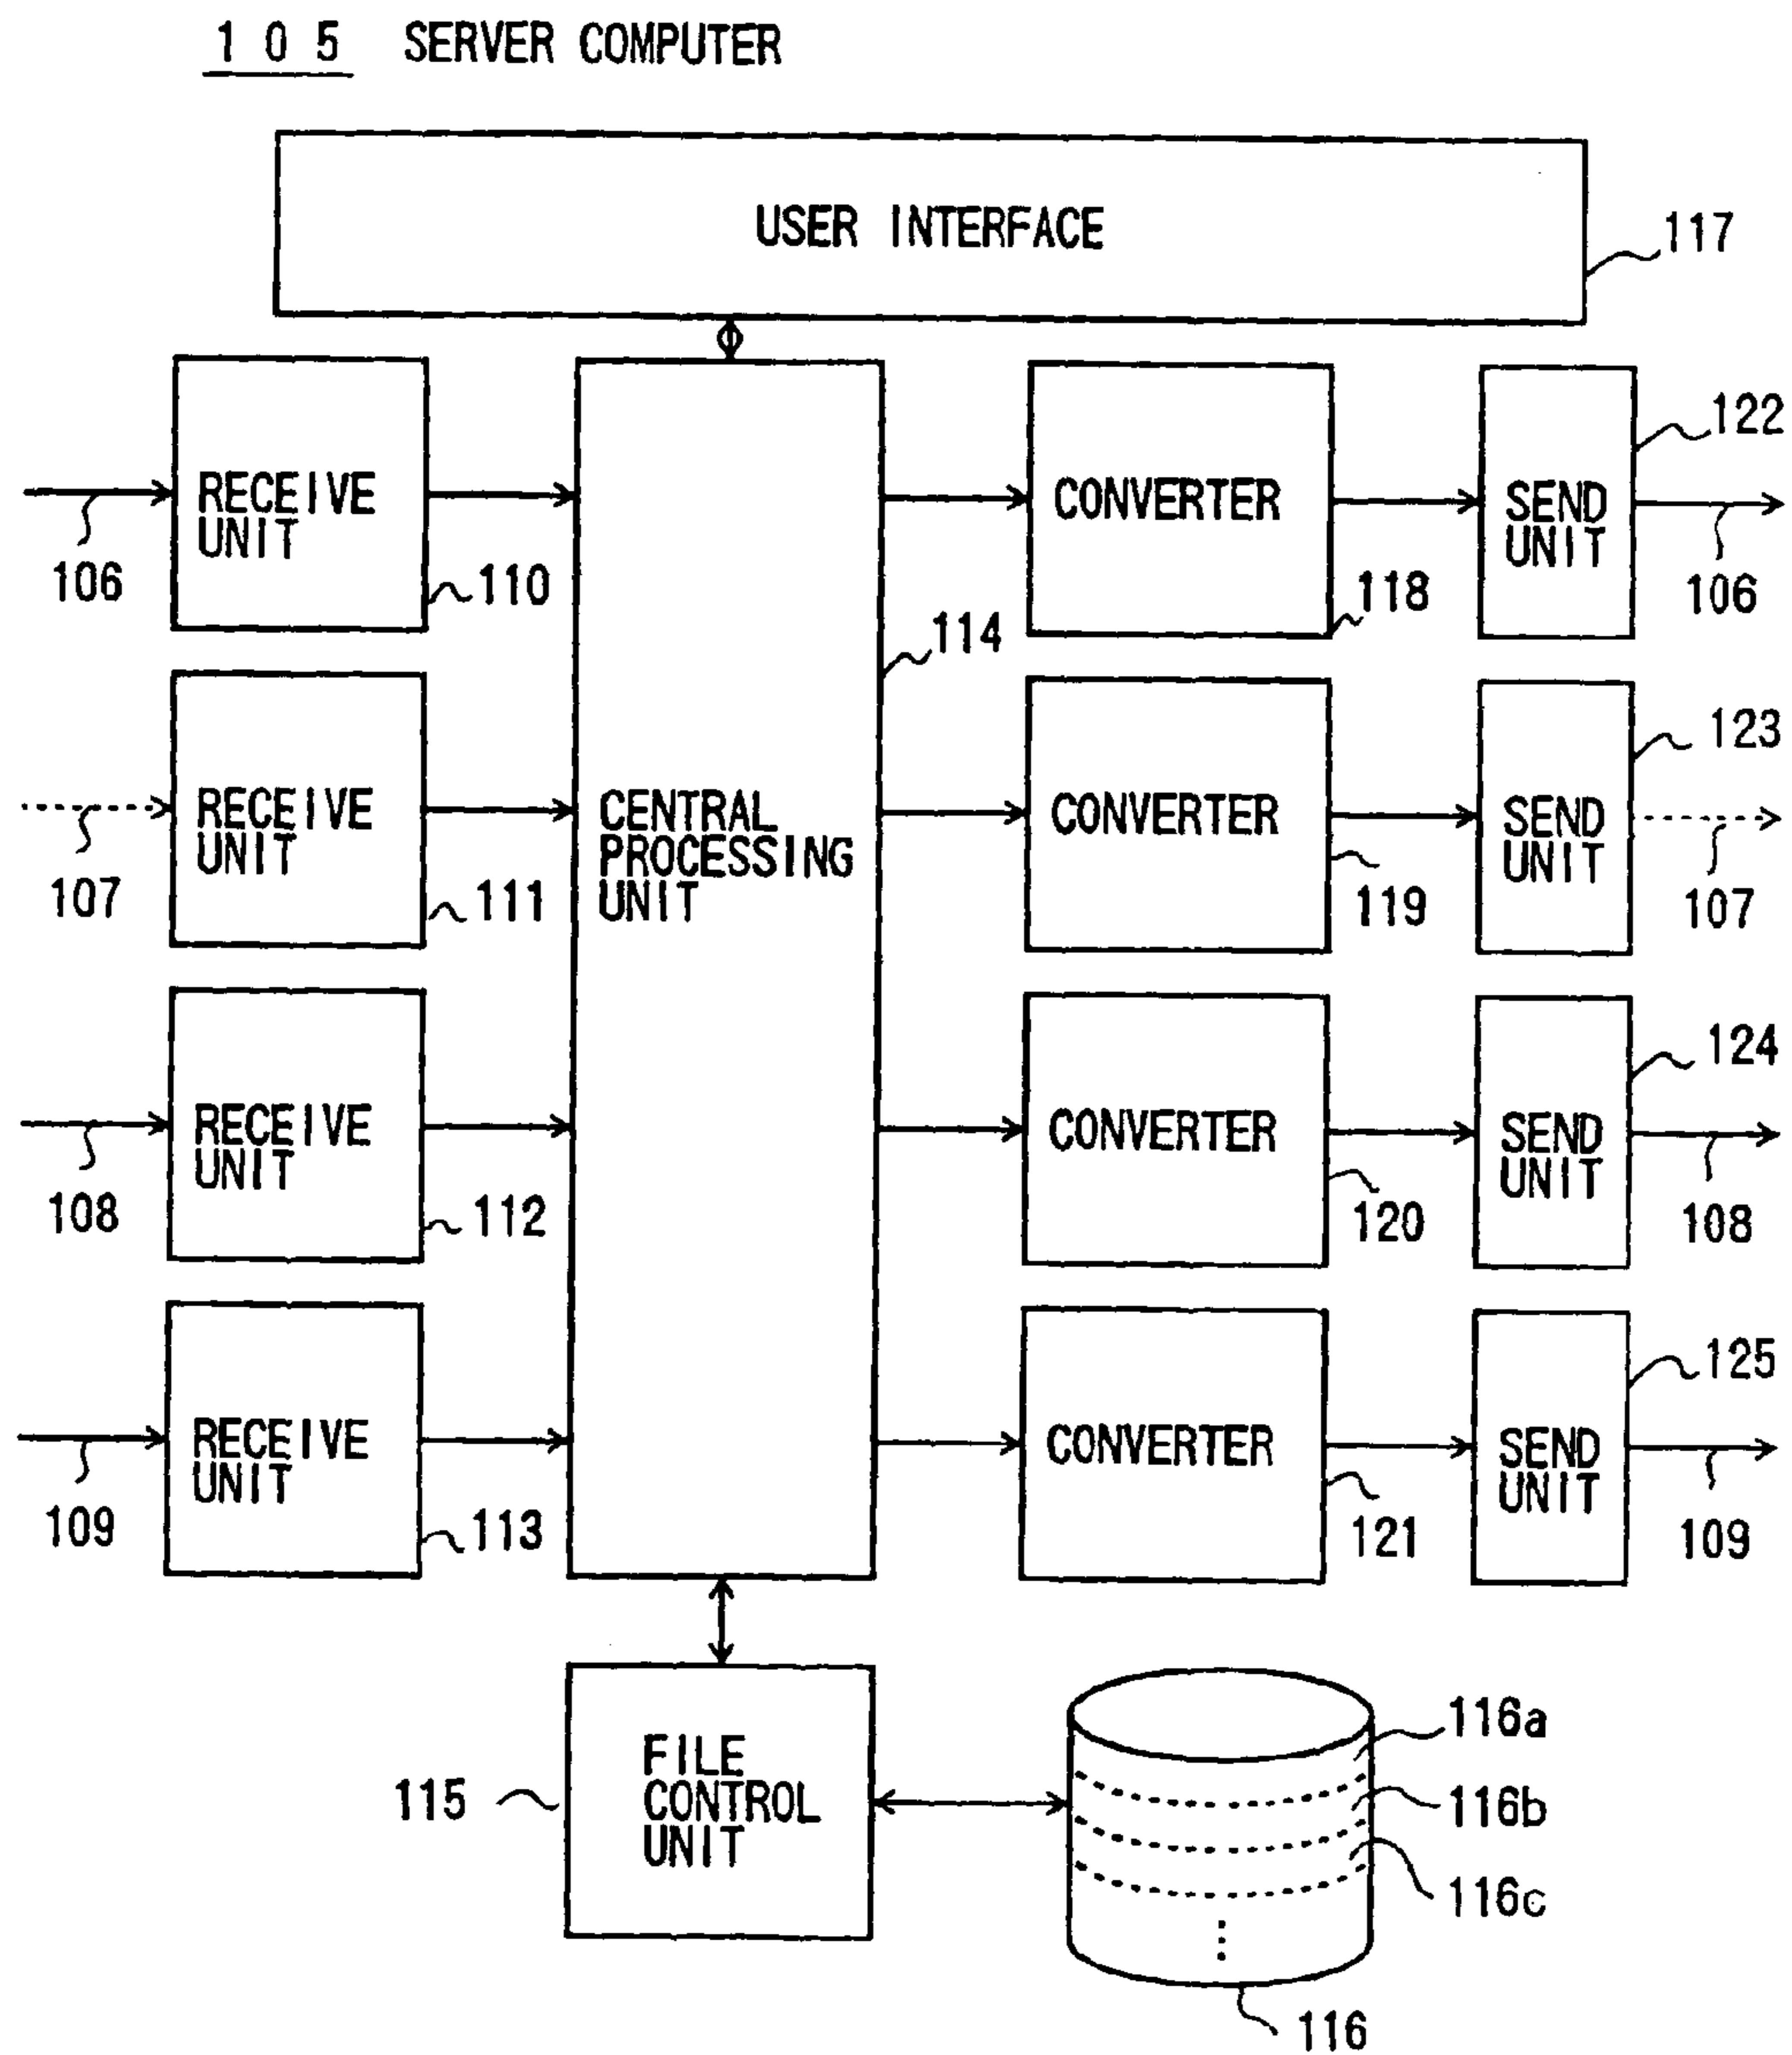 105 SERVER COMPUTER
USER INTERFACE
117
RECEIVE
UNIT
106
110
CONVERTER
118
SEND
UNIT
122
106
114
RECEIVE
UNIT
107
111
CENTRAL
PROCESSING
UNIT
CONVERTER
119
SEND
UNIT
123
107
RECEIVE
UNIT
108
112
CONVERTER
120
SEND
UNIT
124
108
RECEIVE
UNIT
109
113
CONVERTER
121
SEND
UNIT
125
109
115
FILE
CONTROL
UNIT
116a
116b
116c
116